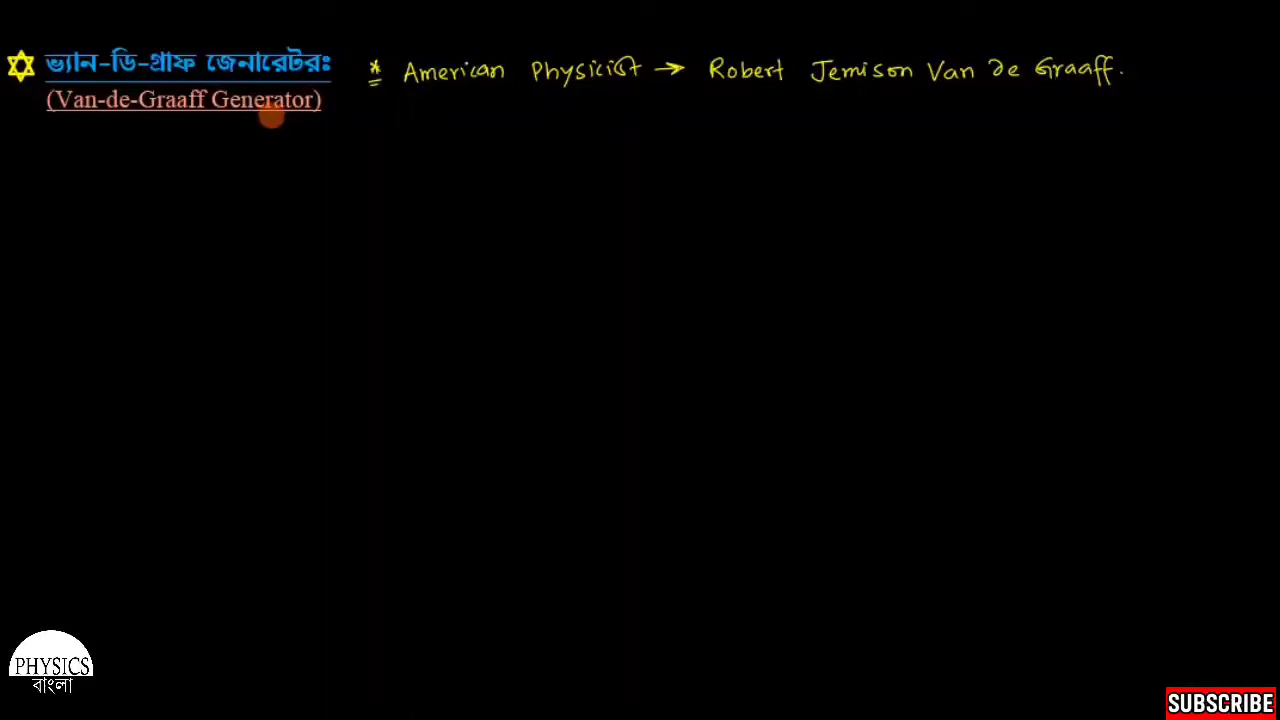 ভ্যান-ডি-গ্রাফ জেনারেটরঃ
(Van-de-Graaff Generator)
* American Physicist → Robert Jemison Van de Graaff.
PHYSICS
বাংলা
SUBSCRIBE